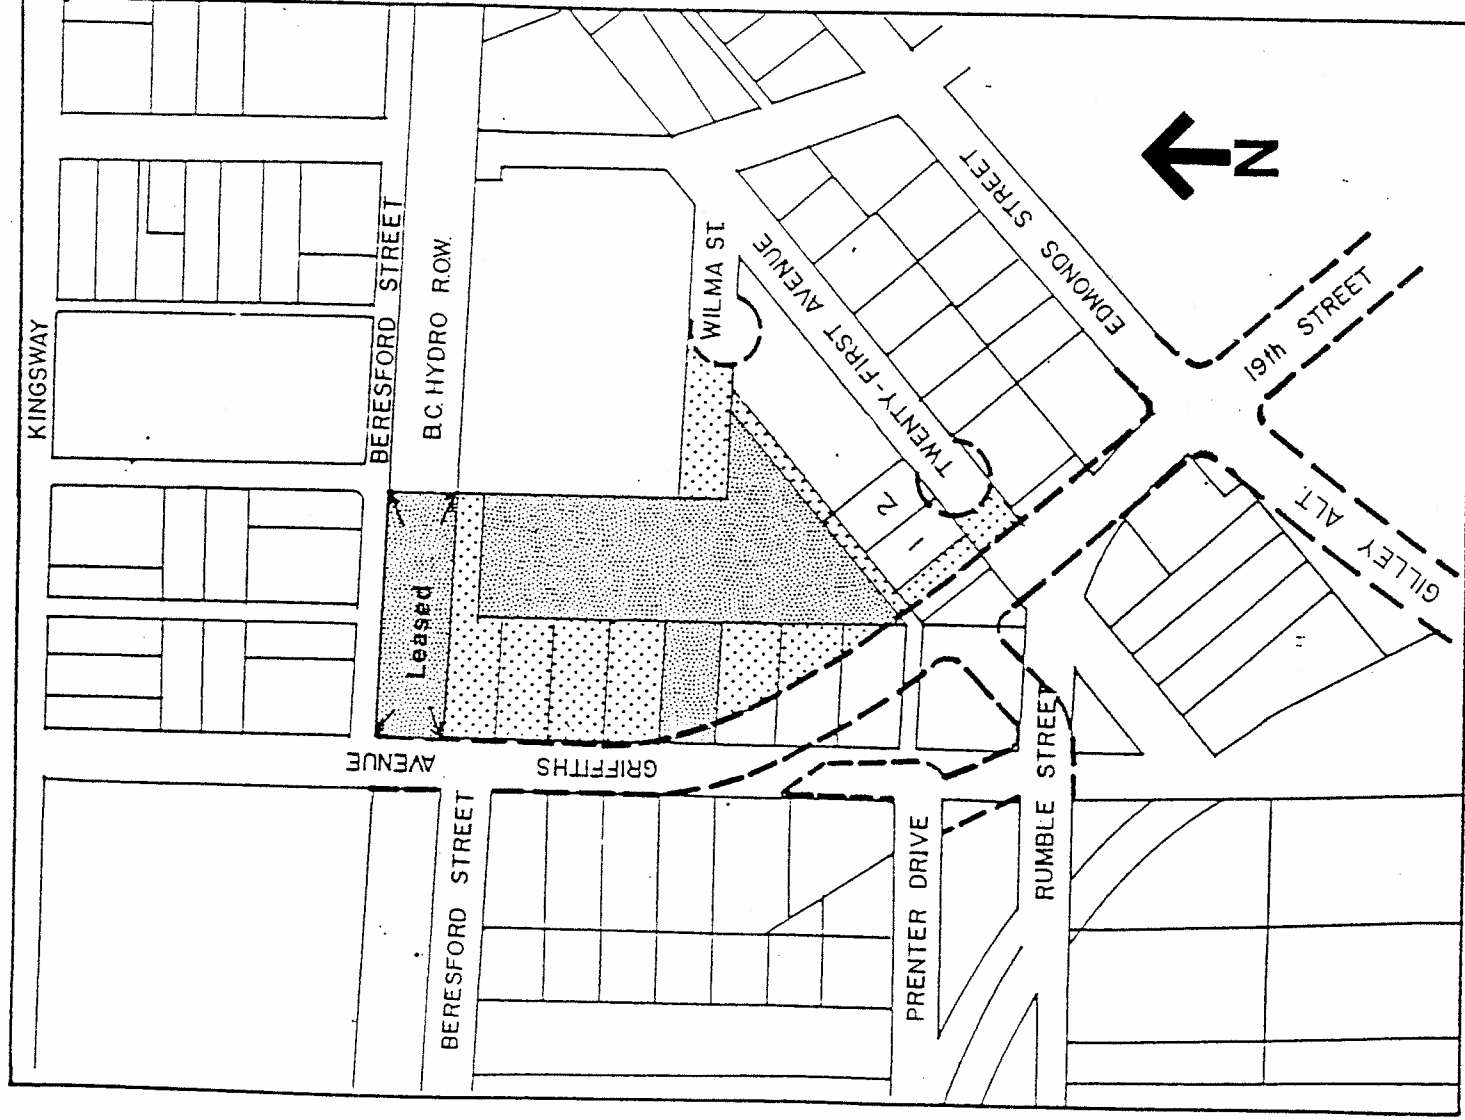 KINGSWAY
BERESFORD STREET
B.C. HYDRO R.O.W.
WILMA ST.
TWENTY-FIRST AVENUE
EDMONDS STREET
N
19th STREET
GILLEY ALT.
2
1
Leased
GRIFFITHS AVENUE
BERESFORD STREET
PRENTER DRIVE
RUMBLE STREET